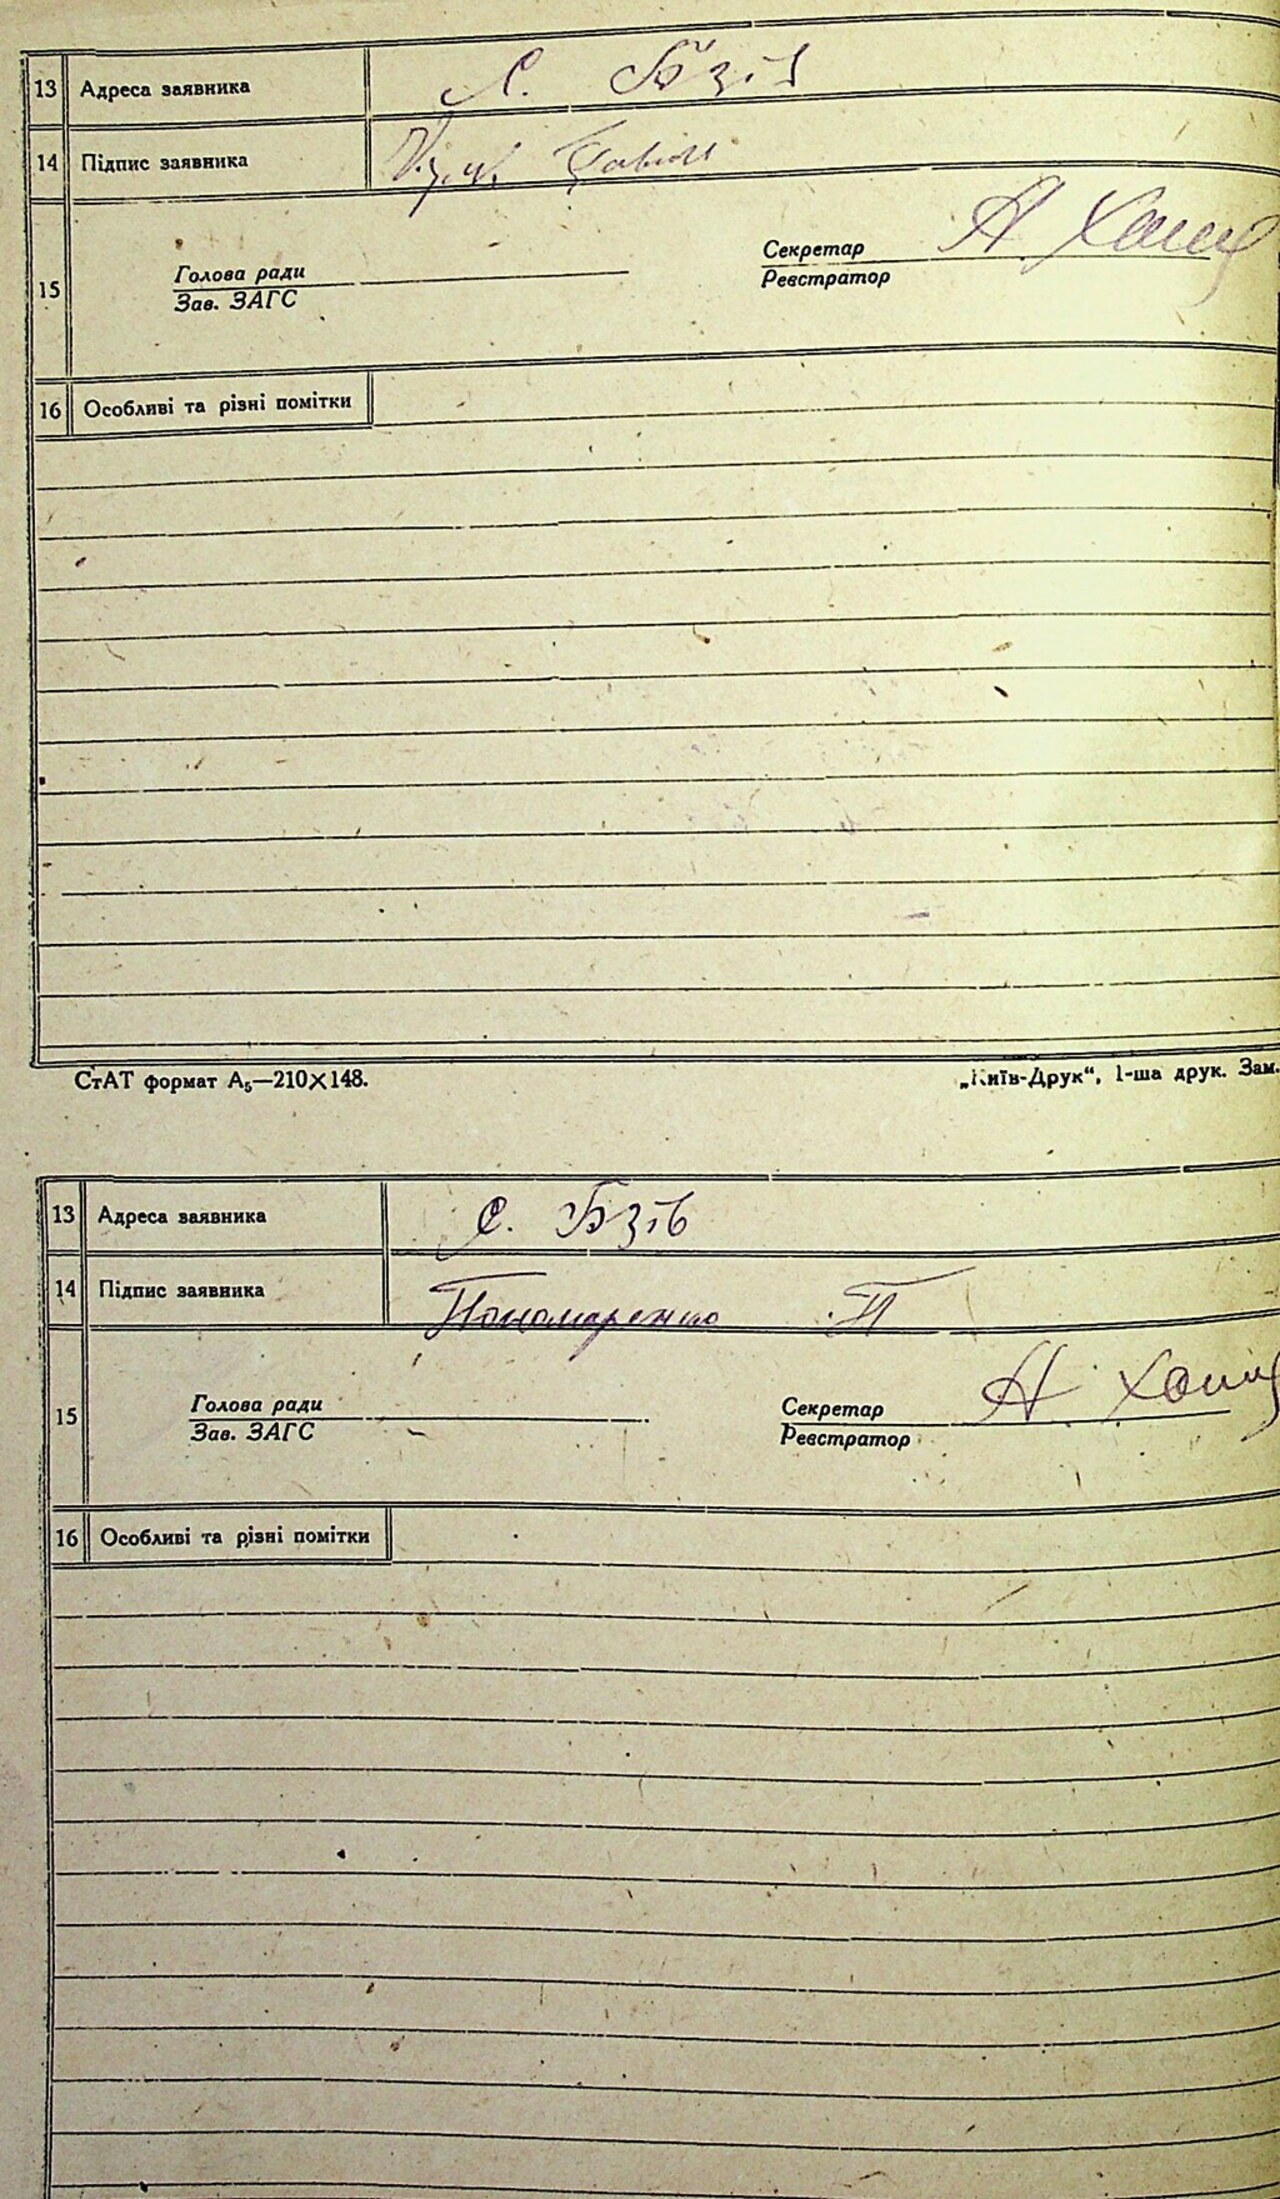 13 Адреса заявника с. Бзів
14 Підпис заявника
Секретар
Голова ради
15
Реєстратор
Зав. ЗАГС
16 Особливі та різні помітки
СтАТ формат А₅—210×148. „Київ-Друк“, 1-ша друк. Зам.
13 Адреса заявника с. Бзів
14 Підпис заявника Пономаренко П
Голова ради Секретар
15
Зав. ЗАГС Реєстратор
16 Особливі та різні помітки